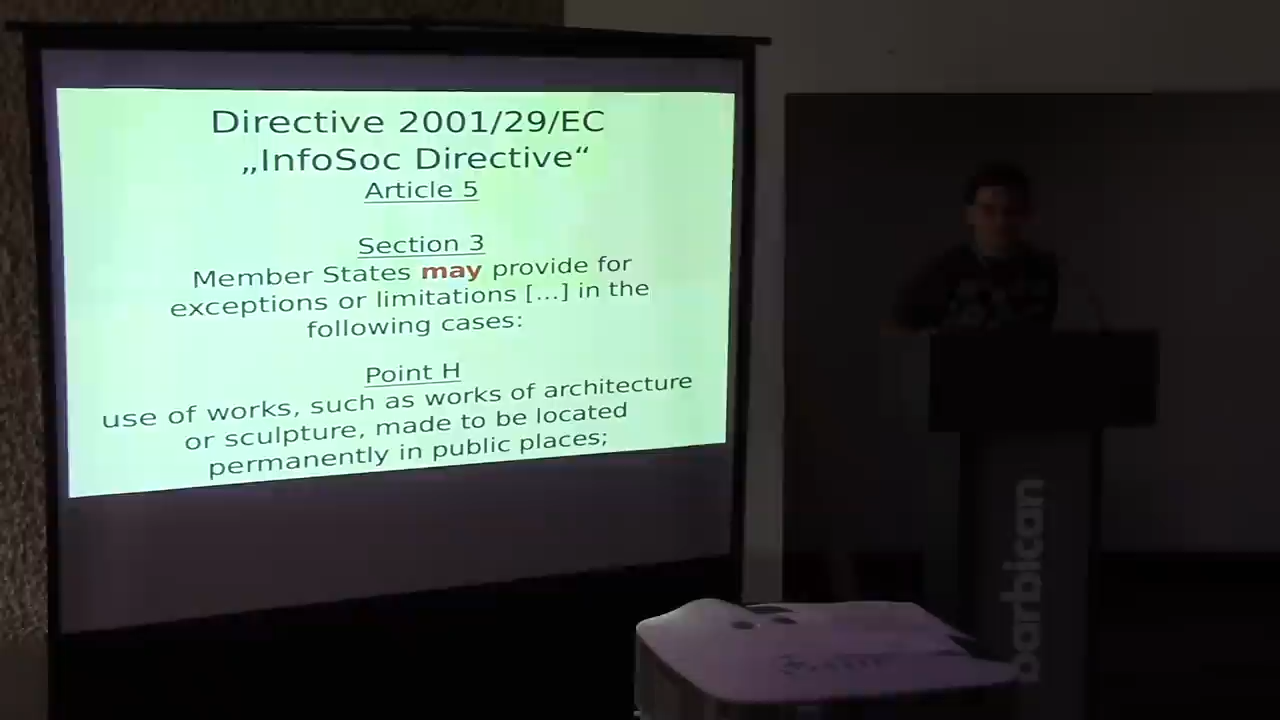 Directive 2001/29/EC
„InfoSoc Directive“
Article 5
Section 3
Member States may provide for
exceptions or limitations [...] in the
following cases:
Point H
use of works, such as works of architecture
or sculpture, made to be located
permanently in public places;
barbican